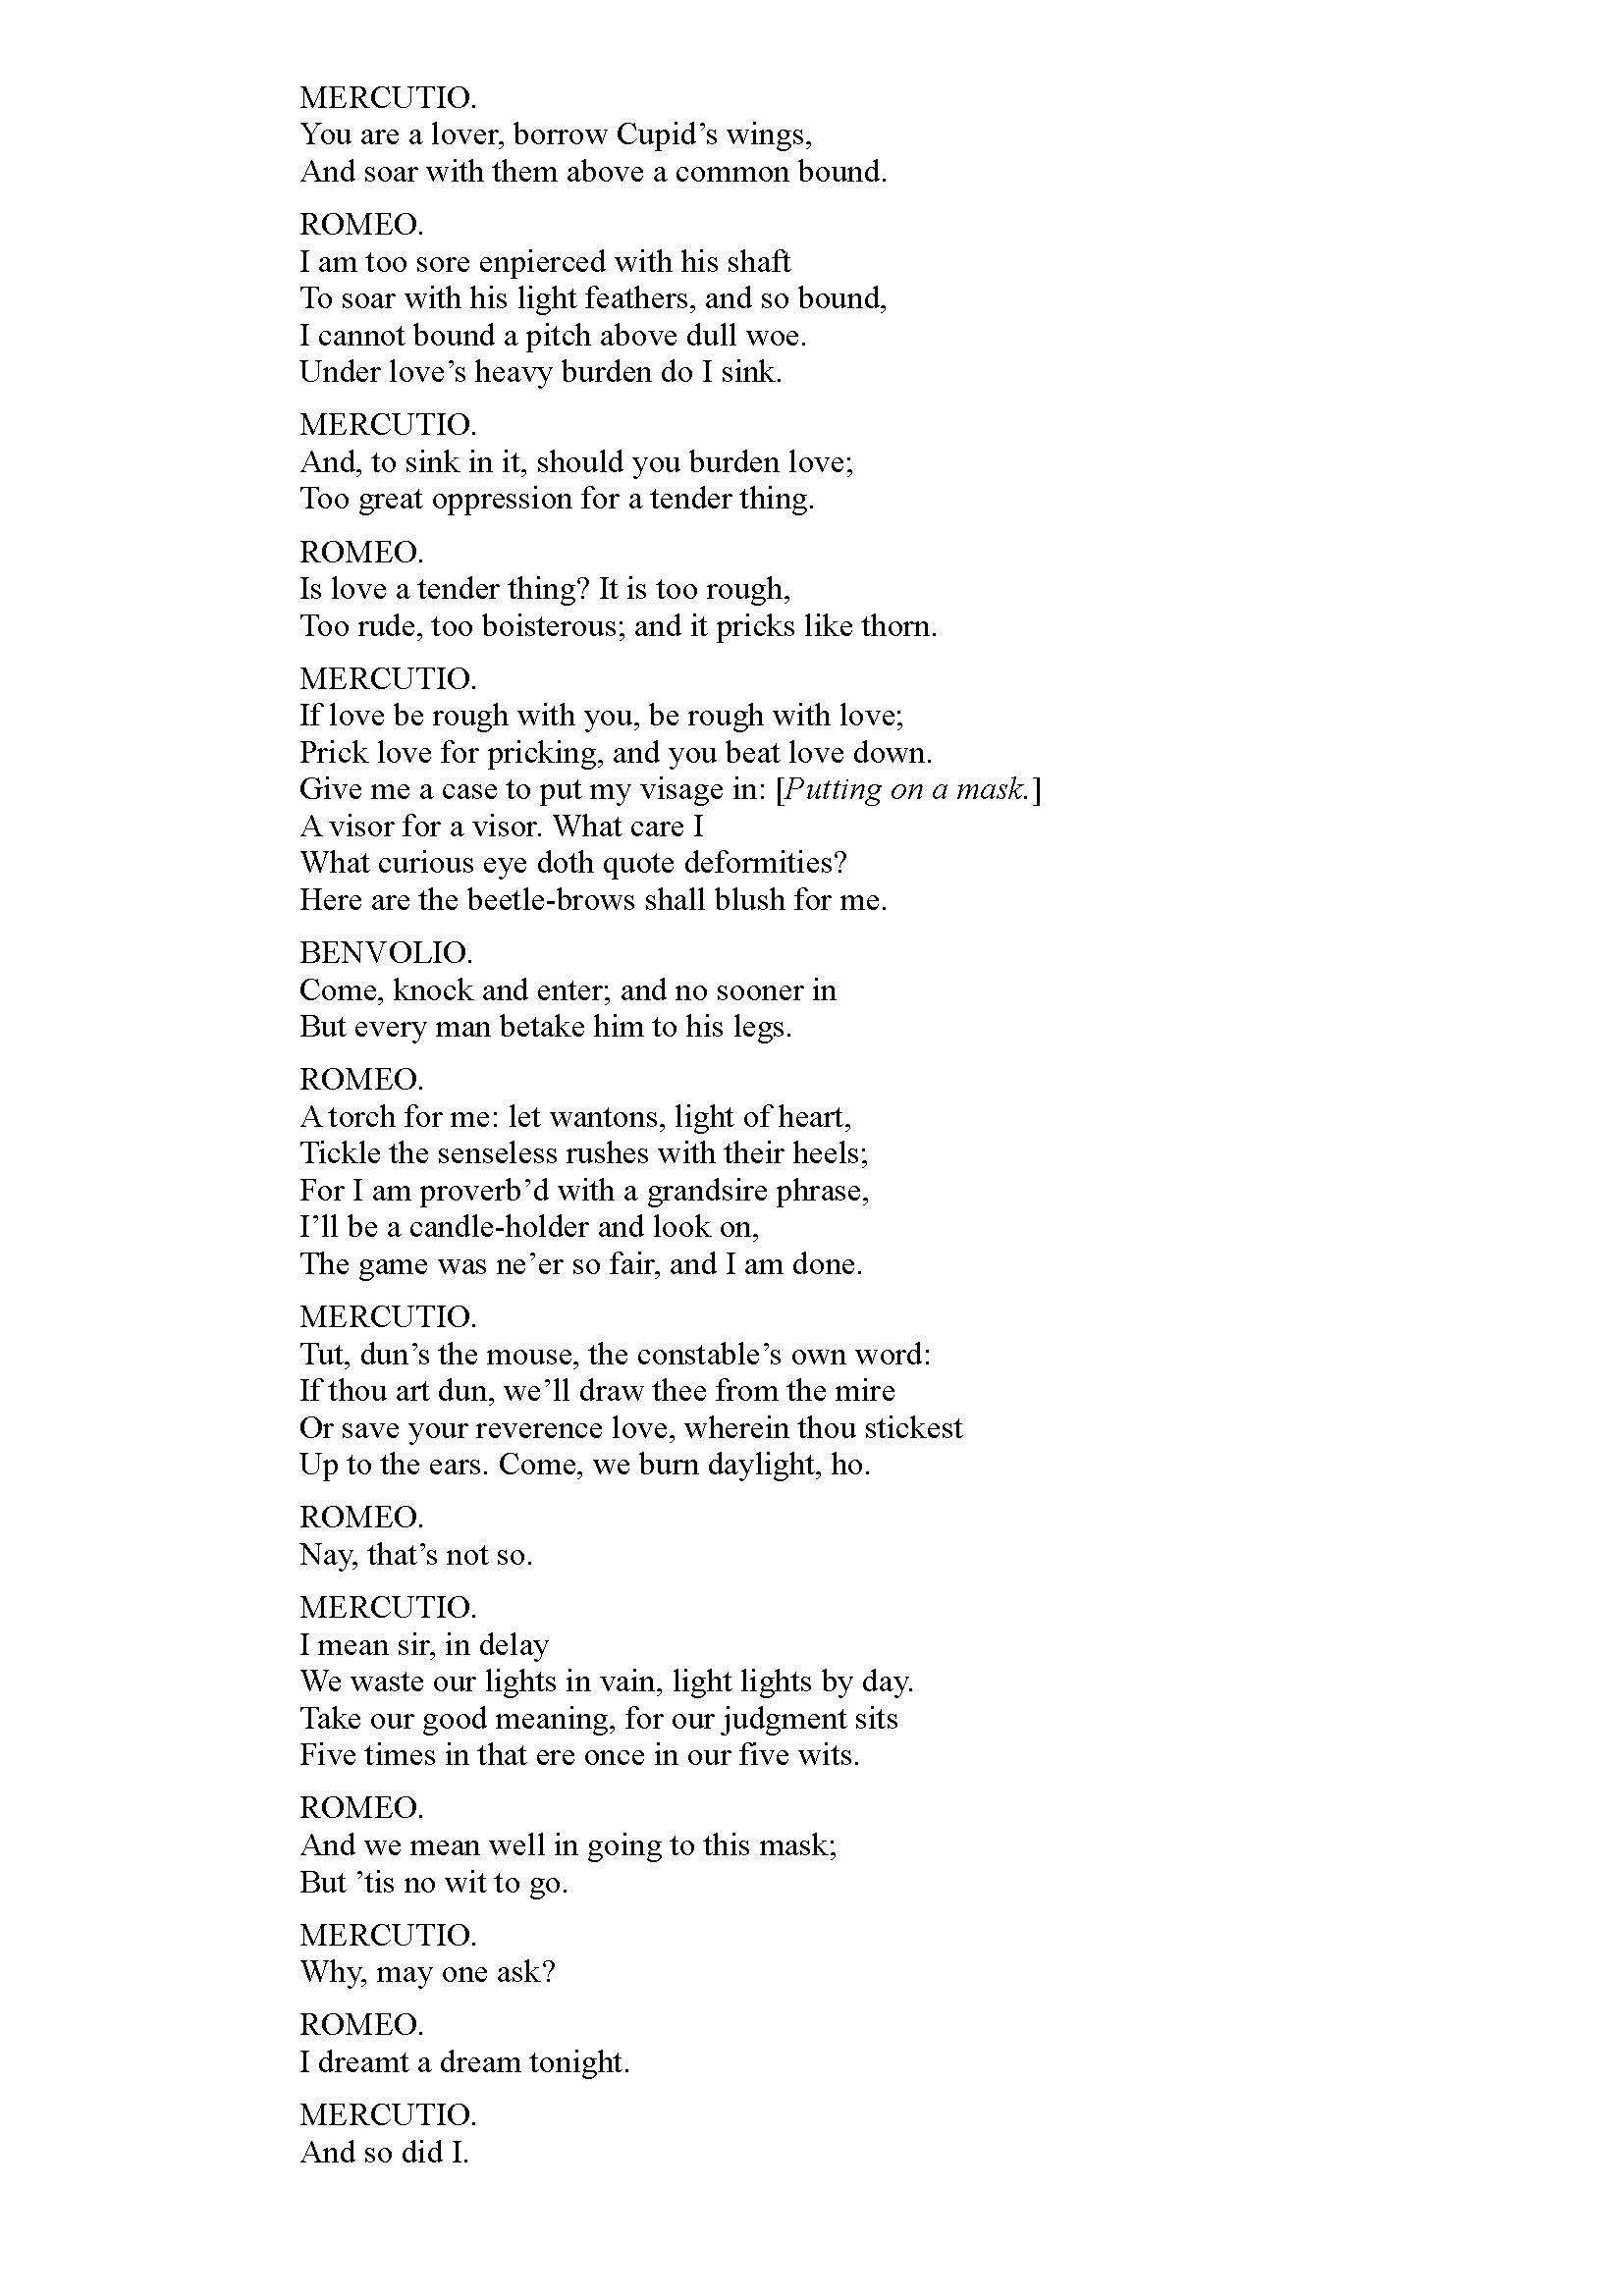 MERCUTIO.
You are a lover, borrow Cupid’s wings,
And soar with them above a common bound.
ROMEO.
I am too sore enpierced with his shaft
To soar with his light feathers, and so bound,
I cannot bound a pitch above dull woe.
Under love’s heavy burden do I sink.
MERCUTIO.
And, to sink in it, should you burden love;
Too great oppression for a tender thing.
ROMEO.
Is love a tender thing? It is too rough,
Too rude, too boisterous; and it pricks like thorn.
MERCUTIO.
If love be rough with you, be rough with love;
Prick love for pricking, and you beat love down.
Give me a case to put my visage in: [Putting on a mask.]
A visor for a visor. What care I
What curious eye doth quote deformities?
Here are the beetle-brows shall blush for me.
BENVOLIO.
Come, knock and enter; and no sooner in
But every man betake him to his legs.
ROMEO.
A torch for me: let wantons, light of heart,
Tickle the senseless rushes with their heels;
For I am proverb’d with a grandsire phrase,
I’ll be a candle-holder and look on,
The game was ne’er so fair, and I am done.
MERCUTIO.
Tut, dun’s the mouse, the constable’s own word:
If thou art dun, we’ll draw thee from the mire
Or save your reverence love, wherein thou stickest
Up to the ears. Come, we burn daylight, ho.
ROMEO.
Nay, that’s not so.
MERCUTIO.
I mean sir, in delay
We waste our lights in vain, light lights by day.
Take our good meaning, for our judgment sits
Five times in that ere once in our five wits.
ROMEO.
And we mean well in going to this mask;
But ’tis no wit to go.
MERCUTIO.
Why, may one ask?
ROMEO.
I dreamt a dream tonight.
MERCUTIO.
And so did I.